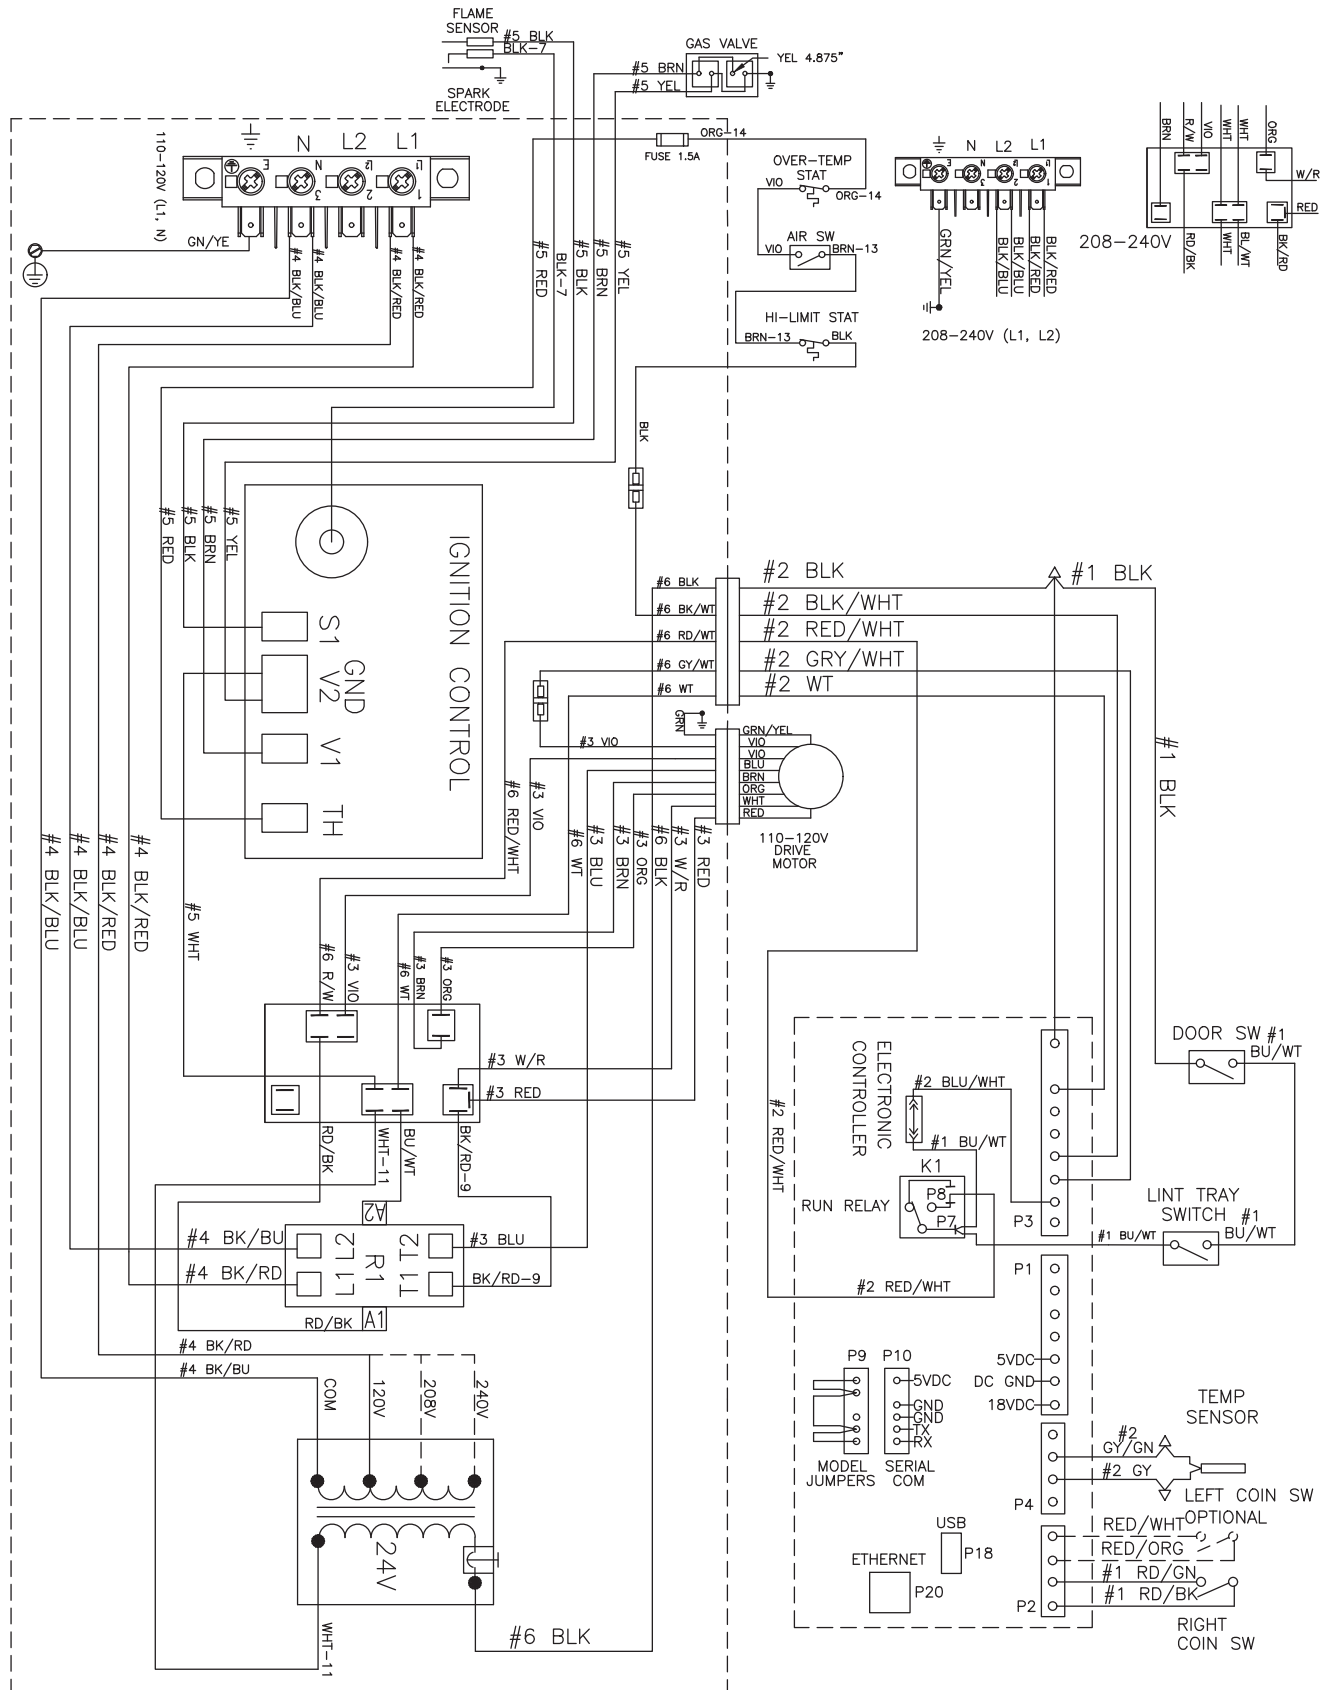 FLAME
SENSOR
#5 BLK
BLK-7
SPARK
ELECTRODE
GAS VALVE
YEL 4.875"
#5 BRN
#5 YEL
110-120V (L1, N)
N
L2
L1
E
N
L2
L1
3
2
1
GN/YE
#4 BLK/BLU
#4 BLK/BLU
#4 BLK/RED
#4 BLK/RED
#5 RED
BLK-7
#5 BLK
#5 BRN
#5 YEL
FUSE 1.5A
ORG-14
OVER-TEMP
STAT
VIO
ORG-14
AIR SW
VIO
BRN-13
HI-LIMIT STAT
BRN-13
BLK
BLK
N
L2
L1
E
N
L2
L1
3
2
1
GRN/YEL
BLK/BLU
BLK/BLU
BLK/RED
BLK/RED
208-240V (L1, L2)
208-240V
BRN
R/W
VIO
WHT
WHT
ORG
W/R
RED
RD/BK
WHT
BL/WT
BK/RD
#5 RED
#5 BLK
#5 BRN
#5 YEL
IGNITION CONTROL
S1
GND
V2
V1
TH
#6 BLK
#6 BK/WT
#6 RD/WT
#6 GY/WT
#6 WT
#2 BLK
#2 BLK/WHT
#2 RED/WHT
#2 GRY/WHT
#2 WT
#1 BLK
#1 BLK
GRN
#3 VIO
GRN/YEL
VIO
VIO
BLU
BRN
ORG
WHT
RED
110-120V
DRIVE
MOTOR
#6 RED/WHT
#3 VIO
#6 WT
#3 BLU
#3 BRN
#3 ORG
#6 BLK
#3 W/R
#3 RED
#4 BLK/BLU
#4 BLK/BLU
#4 BLK/RED
#4 BLK/RED
#5 WHT
#6 R/W
#3 VIO
#6 WT
#3 BRN
#3 ORG
#3 W/R
#3 RED
RD/BK
WHT-11
BU/WT
BK/RD-9
A2
#4 BK/BU
#4 BK/RD
2L2
1L1
R1
2T2
1T1
#3 BLU
BK/RD-9
RD/BK
A1
#4 BK/RD
#4 BK/BU
COM
120V
208V
240V
24V
WHT-11
#6 BLK
#2 RED/WHT
ELECTRONIC
CONTROLLER
#2 BLU/WHT
#1 BU/WT
K1
P8
P7
RUN RELAY
P3
#2 RED/WHT
DOOR SW
#1
BU/WT
LINT TRAY
SWITCH
#1
BU/WT
#1 BU/WT
P1
5VDC
DC GND
18VDC
P9
P10
5VDC
GND
GND
TX
RX
MODEL
JUMPERS
SERIAL
COM
P4
TEMP
SENSOR
#2
GY/GN
#2 GY
LEFT COIN SW
OPTIONAL
RED/WHT
RED/ORG
#1 RD/GN
#1 RD/BK
P2
RIGHT
COIN SW
USB
P18
ETHERNET
P20